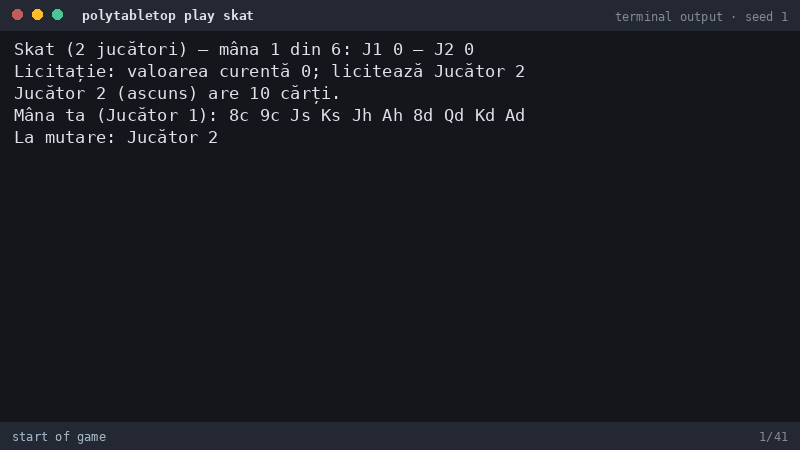 polytabletop play skat
terminal output · seed 1
Skat (2 jucători) — mâna 1 din 6: J1 0 — J2 0
Licitație: valoarea curentă 0; licitează Jucător 2
Jucător 2 (ascuns) are 10 cărți.
Mâna ta (Jucător 1): 8c 9c Js Ks Jh Ah 8d Qd Kd Ad
La mutare: Jucător 2
start of game
1/41